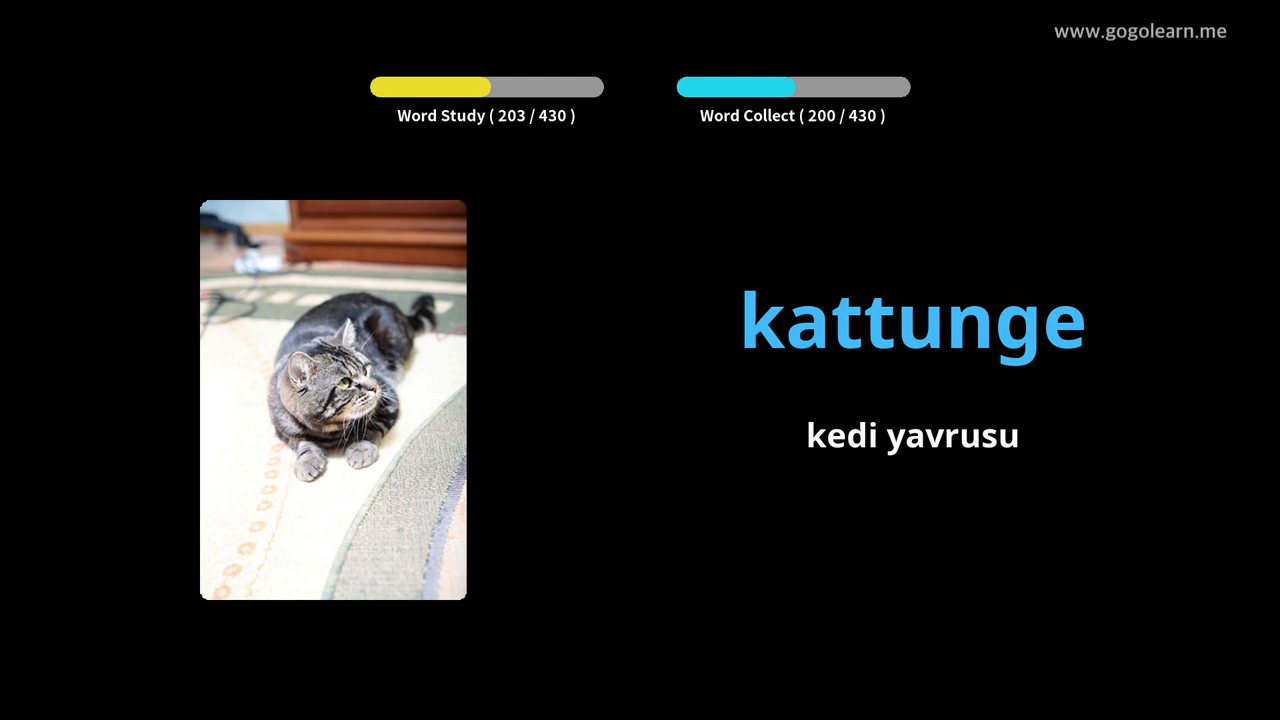 www.gogolearn.me
Word Study ( 203 / 430 )
Word Collect ( 200 / 430 )
kattunge
kedi yavrusu